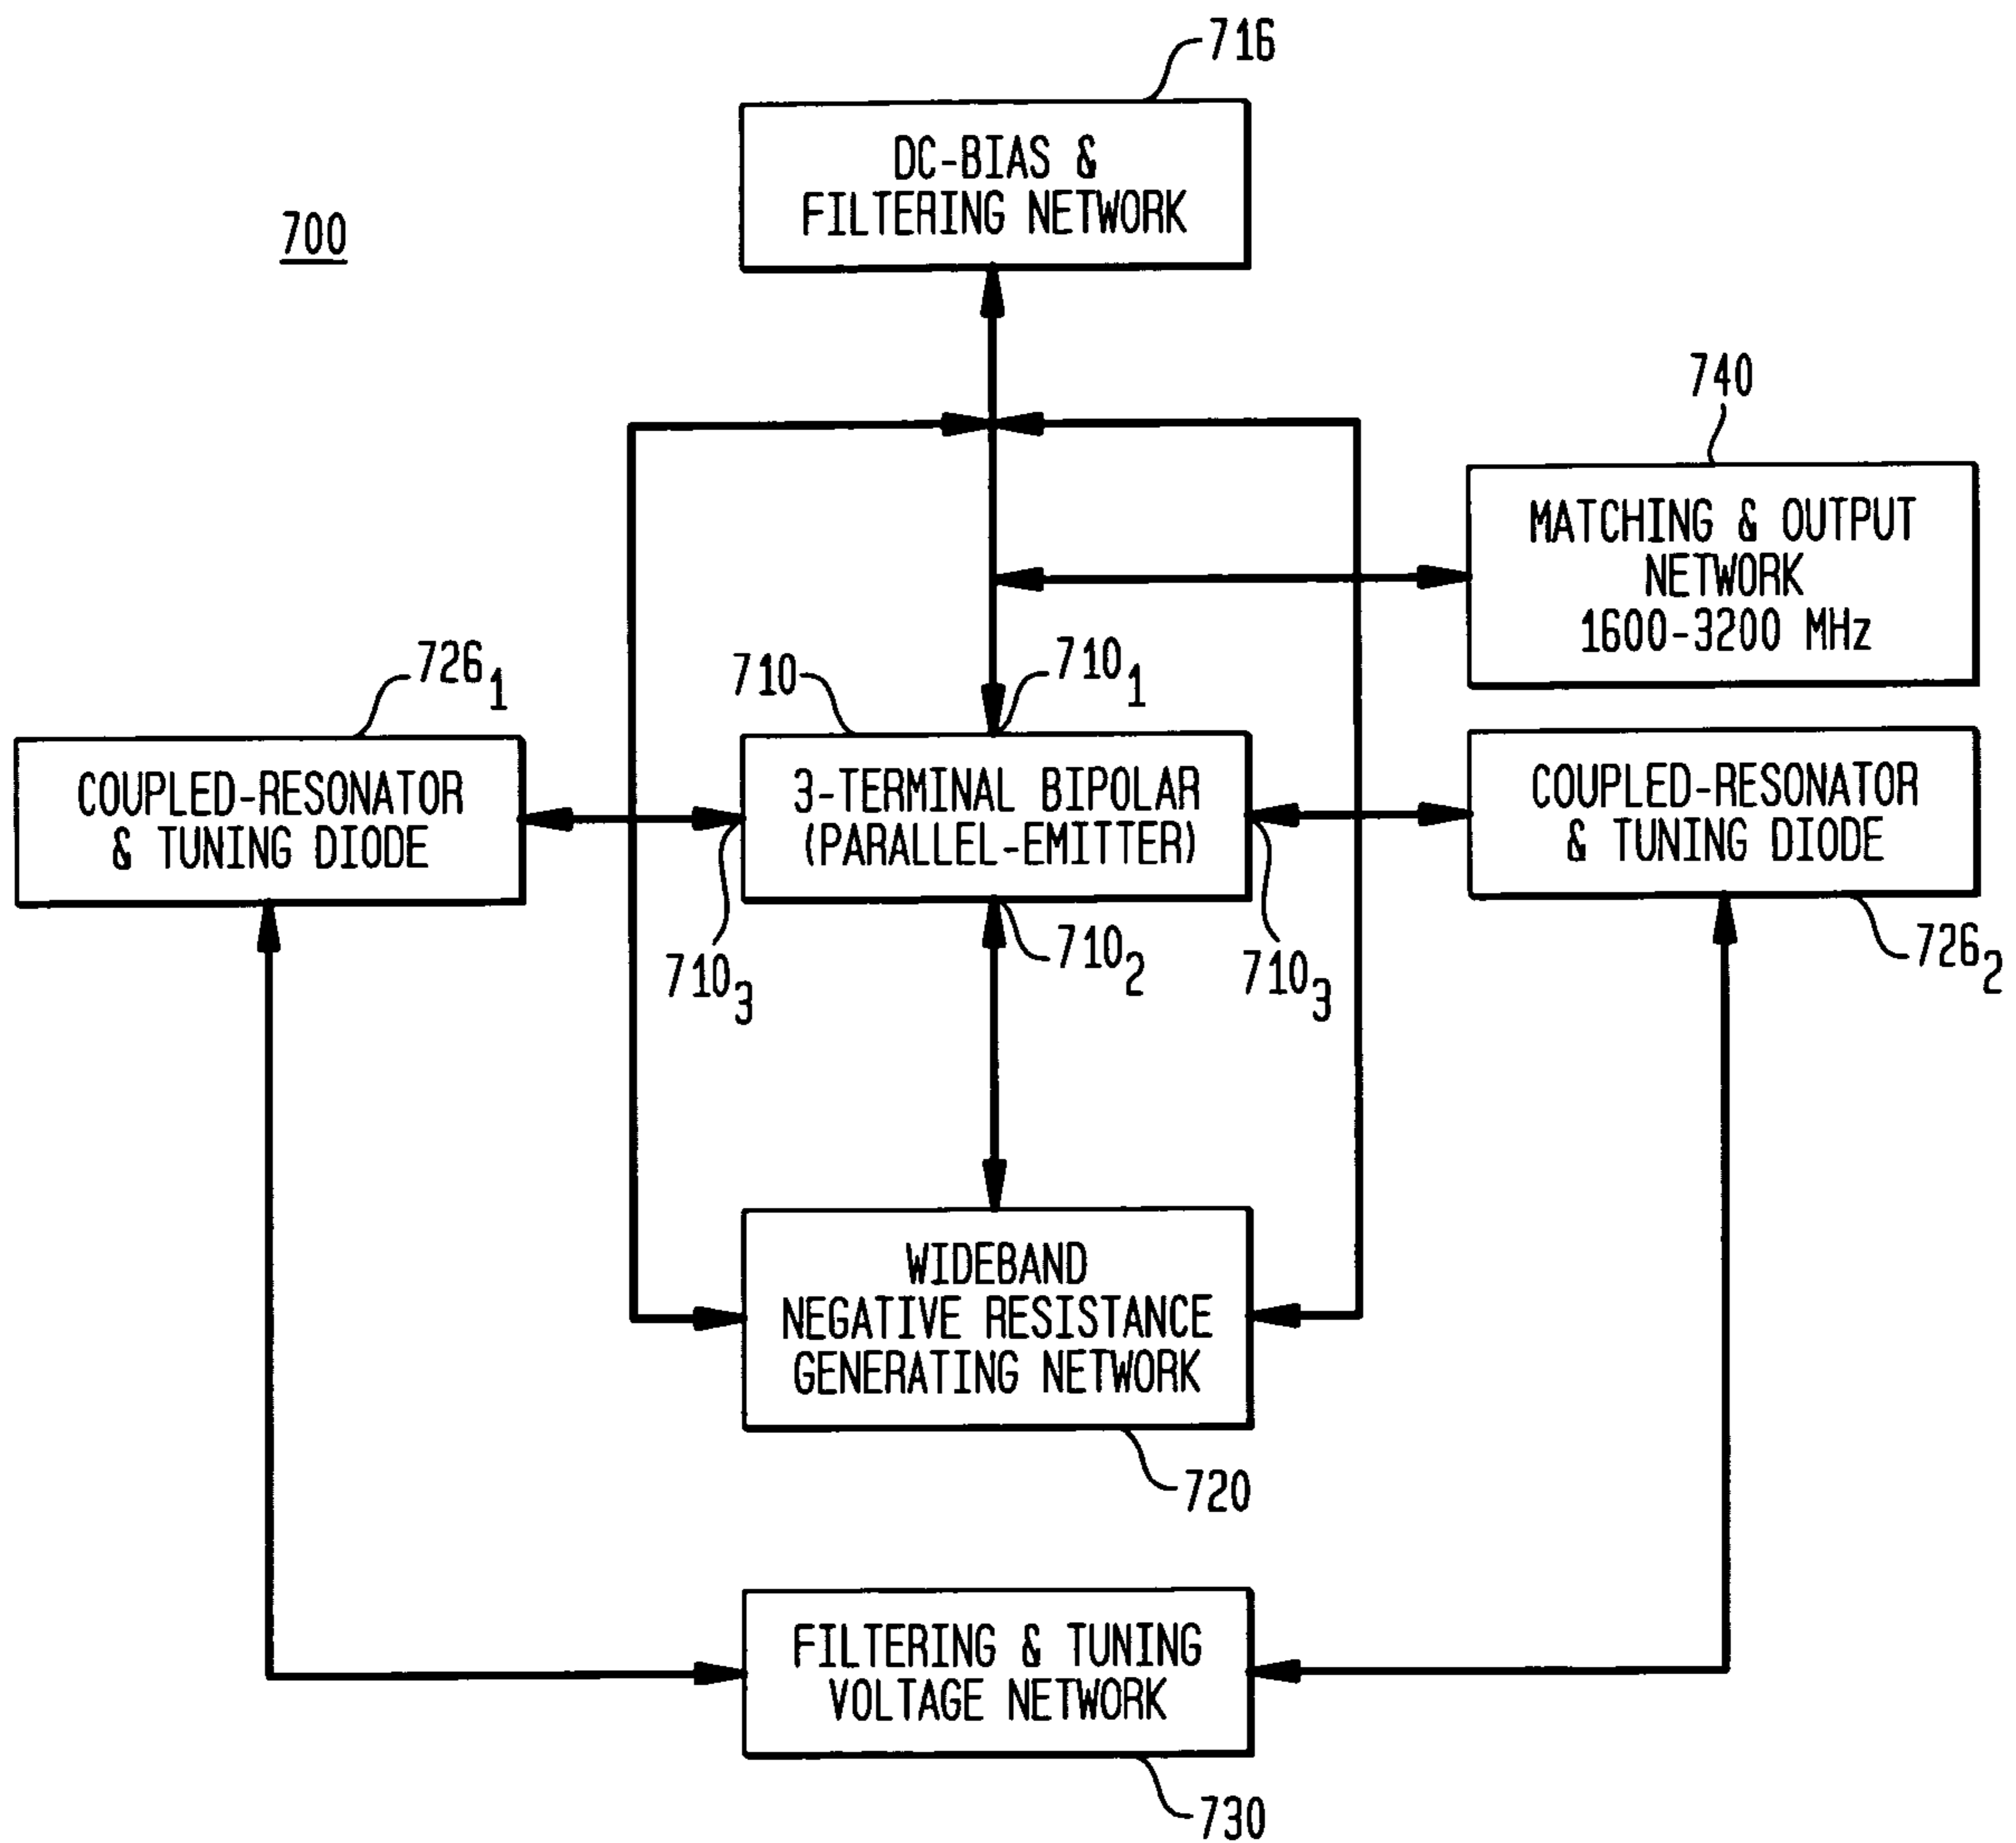 716
DC-BIAS &
FILTERING NETWORK
700
740
MATCHING & OUTPUT
NETWORK
1600-3200 MHz
726₁
710
710₁
COUPLED-RESONATOR
& TUNING DIODE
3-TERMINAL BIPOLAR
(PARALLEL-EMITTER)
COUPLED-RESONATOR
& TUNING DIODE
710₃
710₂
710₃
726₂
WIDEBAND
NEGATIVE RESISTANCE
GENERATING NETWORK
720
FILTERING & TUNING
VOLTAGE NETWORK
730